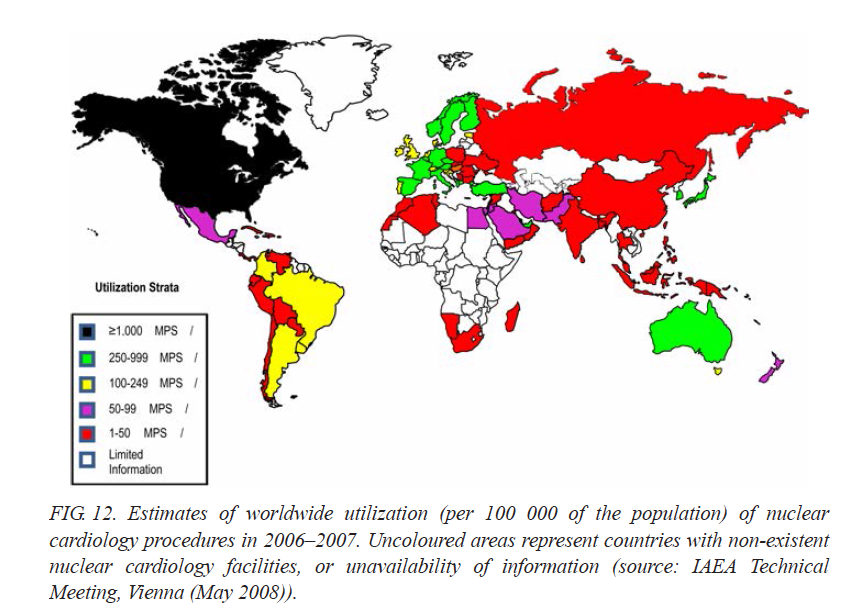 Utilization Strata
≥1.000 MPS /
250-999 MPS /
100-249 MPS /
50-99 MPS /
1-50 MPS /
Limited
Information
FIG. 12. Estimates of worldwide utilization (per 100 000 of the population) of nuclear
cardiology procedures in 2006–2007. Uncoloured areas represent countries with non-existent
nuclear cardiology facilities, or unavailability of information (source: IAEA Technical
Meeting, Vienna (May 2008)).